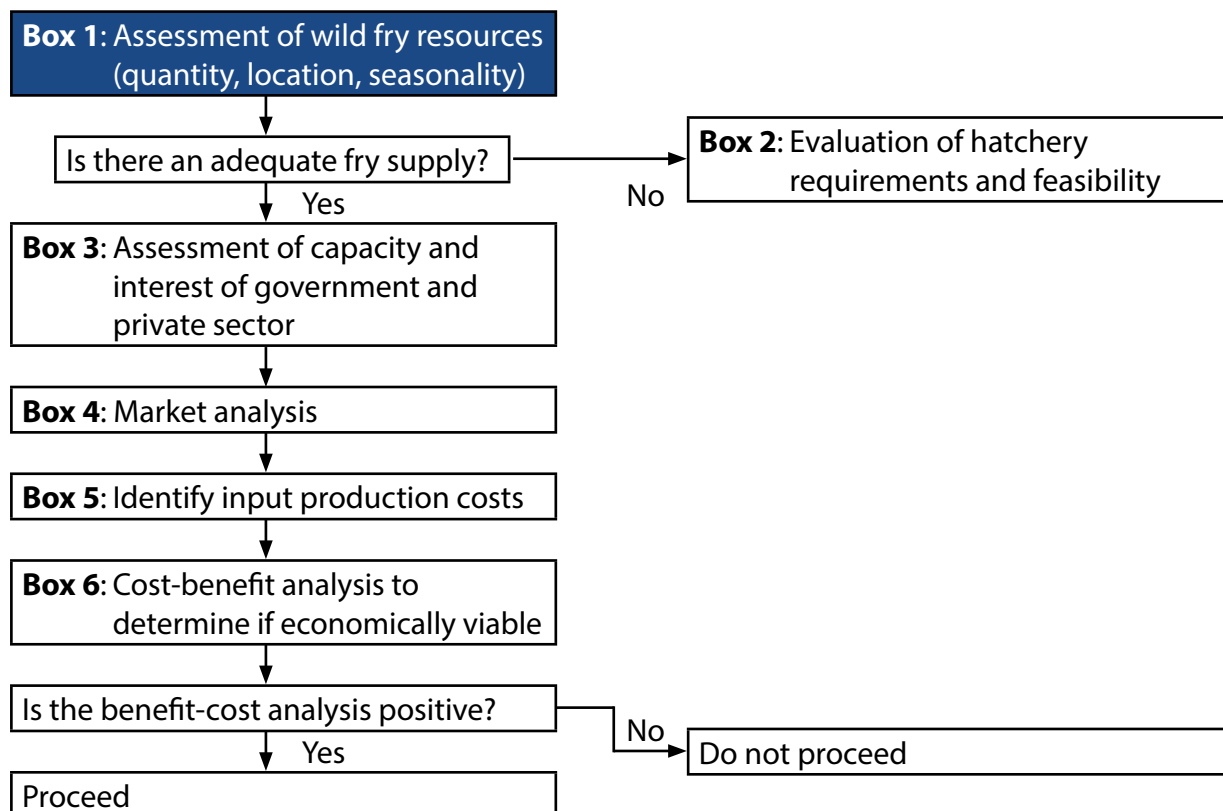 Box 1: Assessment of wild fry resources
(quantity, location, seasonality)
Is there an adequate fry supply?
No
Box 2: Evaluation of hatchery
requirements and feasibility
Yes
Box 3: Assessment of capacity and
interest of government and
private sector
Box 4: Market analysis
Box 5: Identify input production costs
Box 6: Cost-benefit analysis to
determine if economically viable
Is the benefit-cost analysis positive?
No
Do not proceed
Yes
Proceed